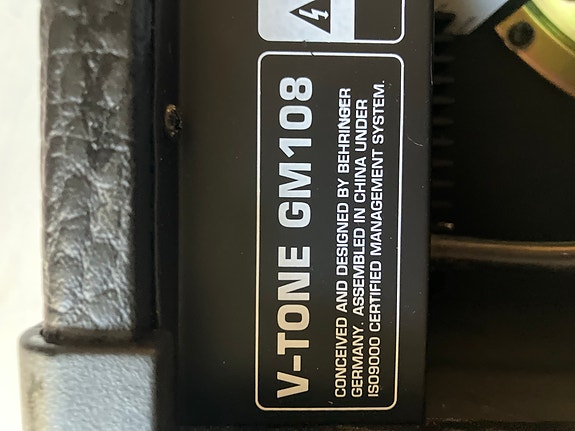 V-TONE GM108
CONCEIVED AND DESIGNED BY BEHRINGER
GERMANY. ASSEMBLED IN CHINA UNDER
ISO9000 CERTIFIED MANAGEMENT SYSTEM.